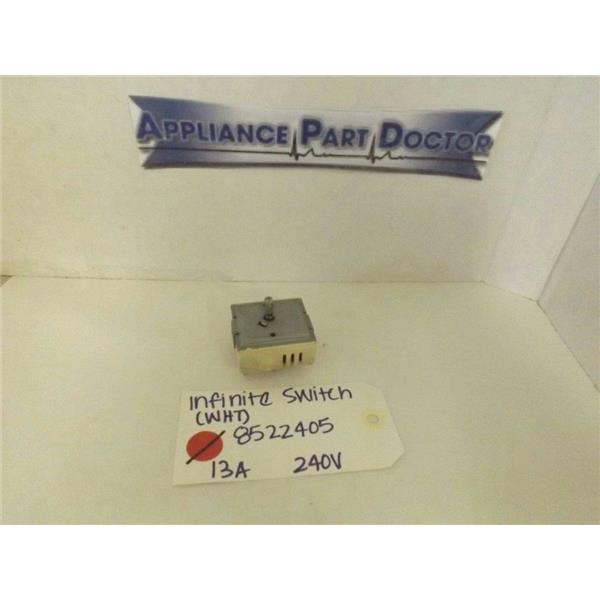 APPLIANCE PART DOCTOR
Infinite Switch
(WHT)
8522405
13A 240V